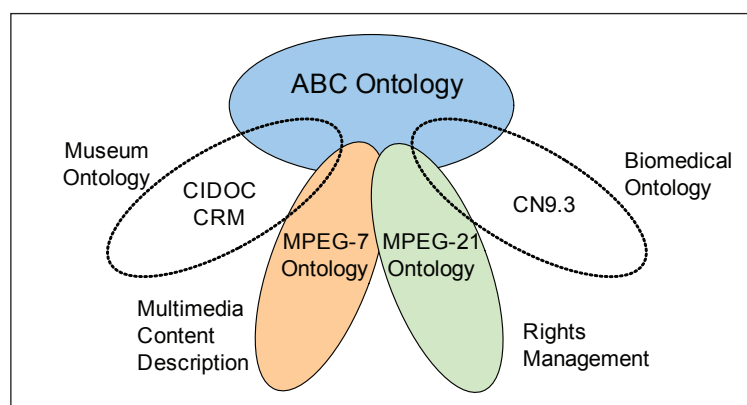 ABC Ontology
Museum
Ontology
CIDOC
CRM
Biomedical
Ontology
CN9.3
MPEG-7
Ontology
MPEG-21
Ontology
Multimedia
Content
Description
Rights
Management